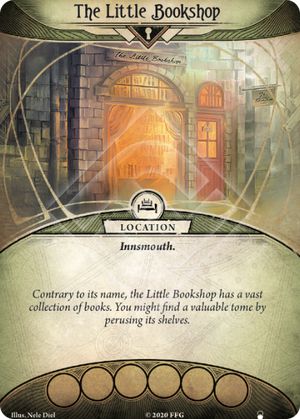 The Little Bookshop
The Little Bookshop
LOCATION
Innsmouth.
Contrary to its name, the Little Bookshop has a vast
collection of books. You might find a valuable tome by
perusing its shelves.
Illus. Nele Diel
© 2020 FFG